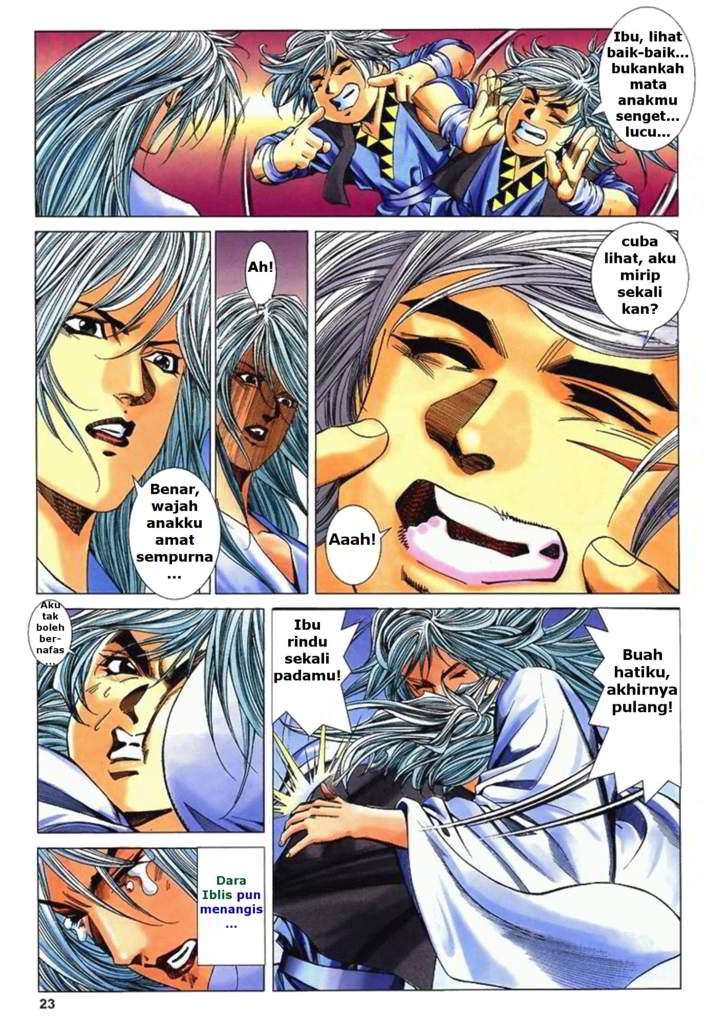 Ibu, lihat
baik-baik...
bukankah
mata
anakmu
senget...
lucu...
cuba
lihat, aku
mirip
sekali
kan?
Ah!
Benar,
wajah
anakku
amat
sempurna
...
Aaah!
Aku
tak
boleh
ber-
nafas
...
Ibu
rindu
sekali
padamu!
Buah
hatiku,
akhirnya
pulang!
Dara
Iblis pun
menangis
...
23